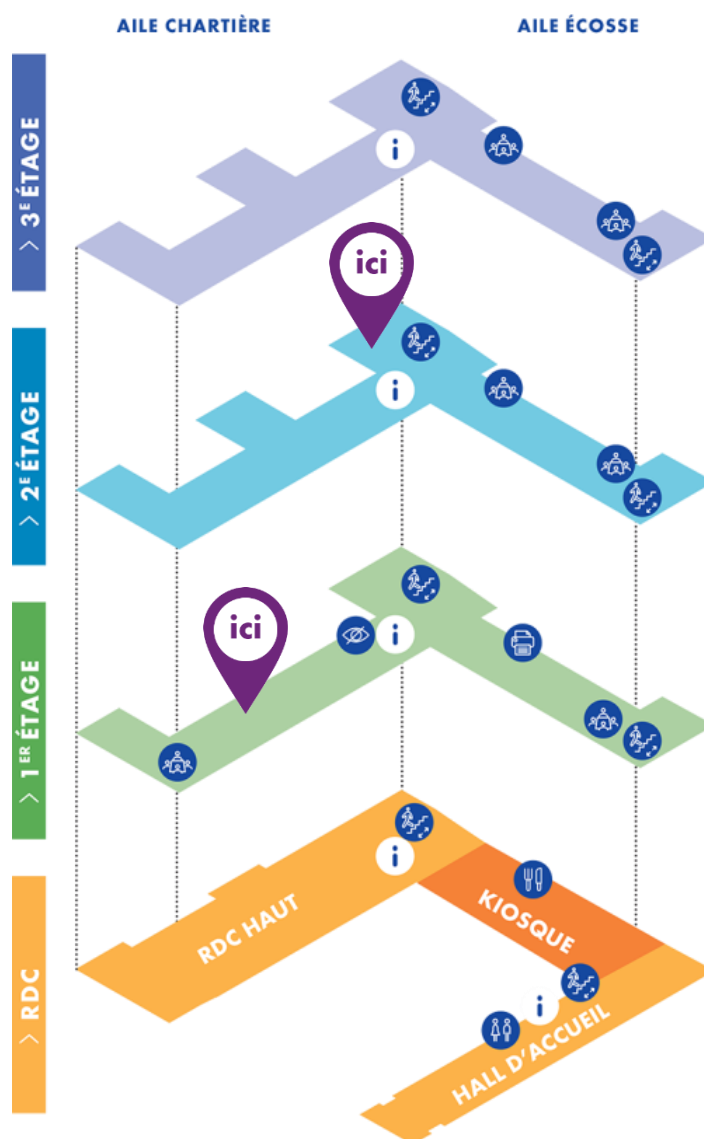 AILE CHARTIÈRE
AILE ÉCOSSE
> 3E ÉTAGE
i
ici
> 2E ÉTAGE
i
ici
> 1ER ÉTAGE
i
> RDC
i
RDC HAUT
KIOSQUE
i
HALL D'ACCUEIL